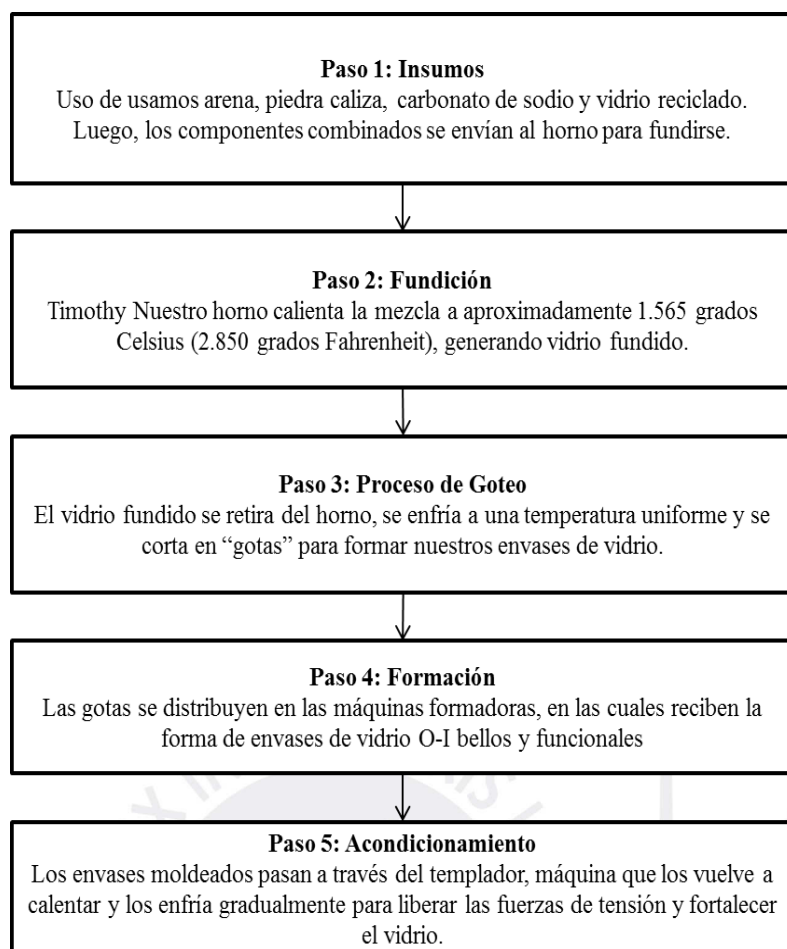 Paso 1: Insumos
Uso de usamos arena, piedra caliza, carbonato de sodio y vidrio reciclado.
Luego, los componentes combinados se envían al horno para fundirse.
Paso 2: Fundición
Timothy Nuestro horno calienta la mezcla a aproximadamente 1.565 grados
Celsius (2.850 grados Fahrenheit), generando vidrio fundido.
Paso 3: Proceso de Goteo
El vidrio fundido se retira del horno, se enfría a una temperatura uniforme y se
corta en “gotas” para formar nuestros envases de vidrio.
Paso 4: Formación
Las gotas se distribuyen en las máquinas formadoras, en las cuales reciben la
forma de envases de vidrio O-I bellos y funcionales
Paso 5: Acondicionamiento
Los envases moldeados pasan a través del templador, máquina que los vuelve a
calentar y los enfría gradualmente para liberar las fuerzas de tensión y fortalecer
el vidrio.